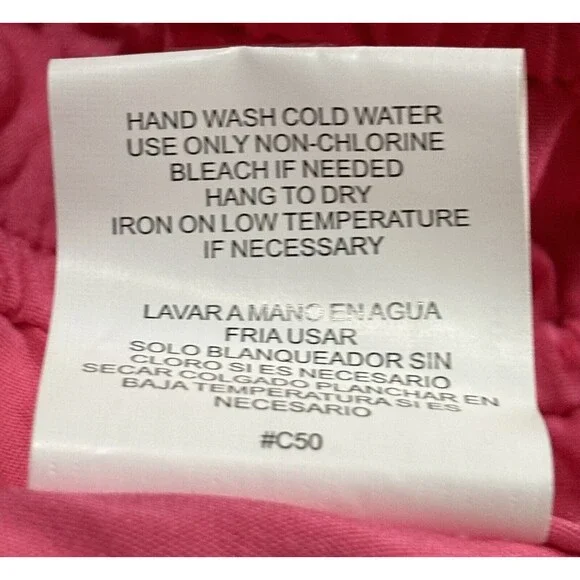 HAND WASH COLD WATER
USE ONLY NON-CHLORINE
BLEACH IF NEEDED
HANG TO DRY
IRON ON LOW TEMPERATURE
IF NECESSARY
LAVAR A MANO EN AGUA
FRIA USAR
SOLO BLANQUEADOR SIN
CLORO SI ES NECESARIO
SECAR COLGADO PLANCHAR EN
BAJA TEMPERATURA SI ES
NECESARIO
#C50